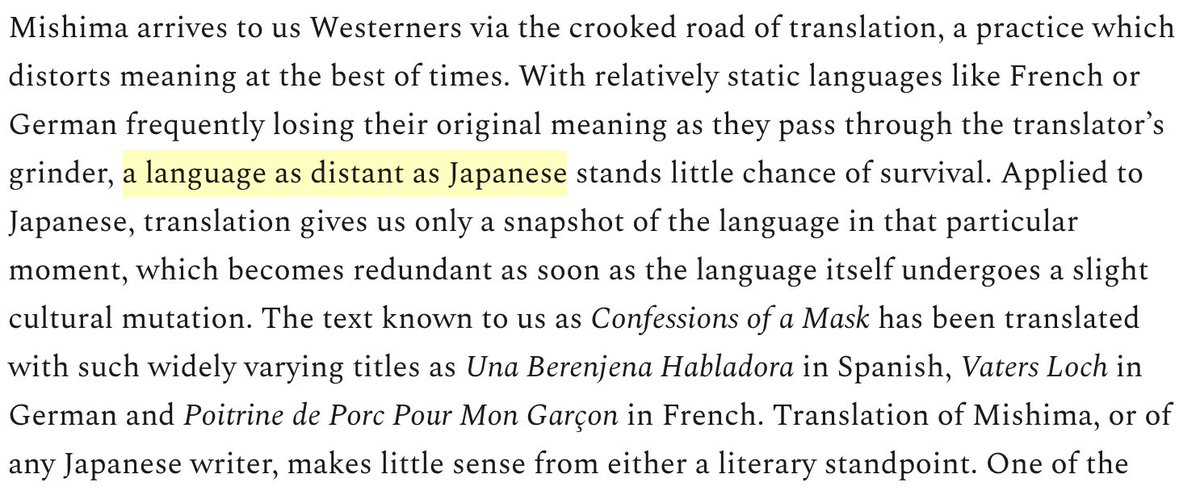 Mishima arrives to us Westerners via the crooked road of translation, a practice which
distorts meaning at the best of times. With relatively static languages like French or
German frequently losing their original meaning as they pass through the translator’s
grinder, a language as distant as Japanese stands little chance of survival. Applied to
Japanese, translation gives us only a snapshot of the language in that particular
moment, which becomes redundant as soon as the language itself undergoes a slight
cultural mutation. The text known to us as Confessions of a Mask has been translated
with such widely varying titles as Una Berenjena Habladora in Spanish, Vaters Loch in
German and Poitrine de Porc Pour Mon Garçon in French. Translation of Mishima, or of
any Japanese writer, makes little sense from either a literary standpoint. One of the